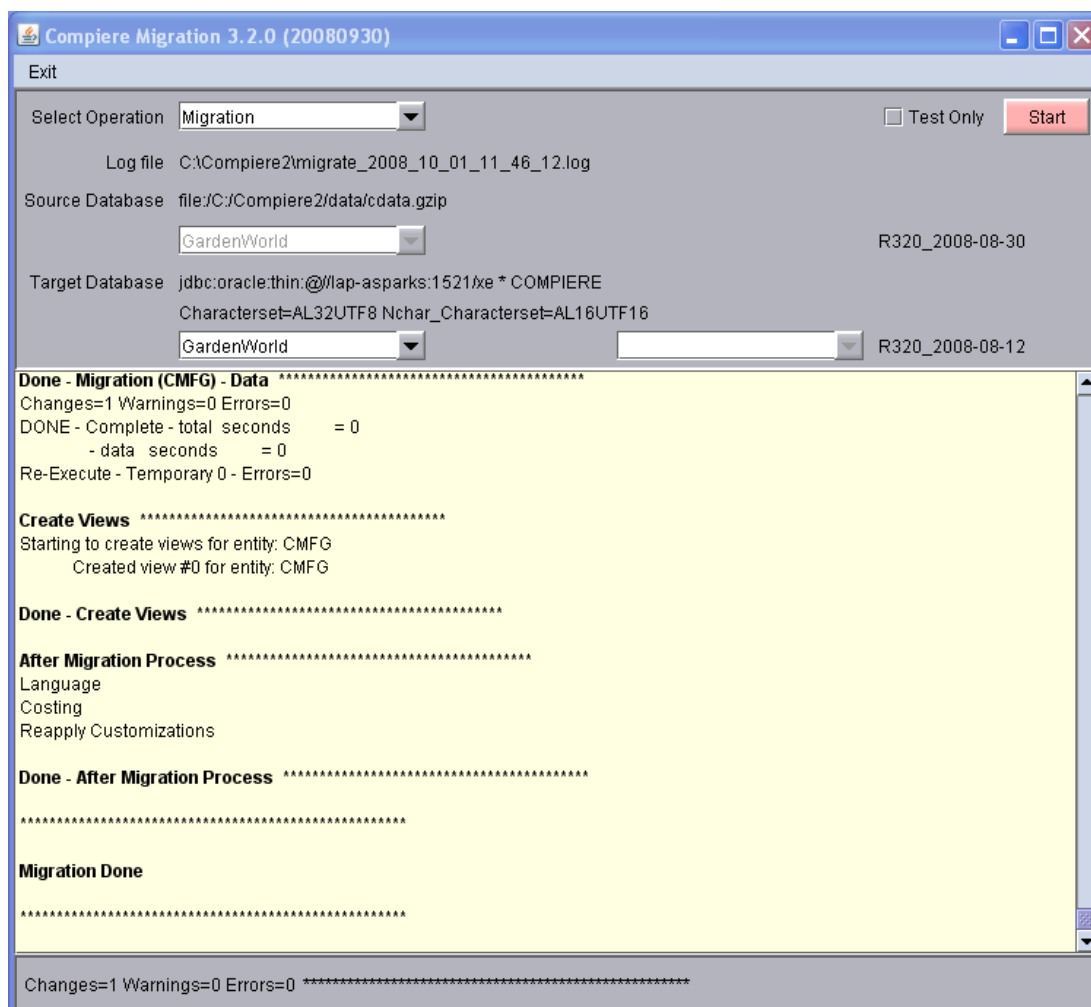 Compiere Migration 3.2.0 (20080930)
Exit
Select Operation Migration Test Only Start
Log file C:\Compiere2\migrate_2008_10_01_11_46_12.log
Source Database file:/C:/Compiere2/data/cdata.gzip
GardenWorld R320_2008-08-30
Target Database jdbc:oracle:thin:@//lap-asparks:1521/xe * COMPIERE
Characterset=AL32UTF8 Nchar_Characterset=AL16UTF16
GardenWorld R320_2008-08-12
Done - Migration (CMFG) - Data ******************************************
Changes=1 Warnings=0 Errors=0
DONE - Complete - total seconds = 0
- data seconds = 0
Re-Execute - Temporary 0 - Errors=0
Create Views ******************************************
Starting to create views for entity: CMFG
Created view #0 for entity: CMFG
Done - Create Views ******************************************
After Migration Process ******************************************
Language
Costing
Reapply Customizations
Done - After Migration Process ******************************************
*****************************************************
Migration Done
*****************************************************
Changes=1 Warnings=0 Errors=0 *****************************************************